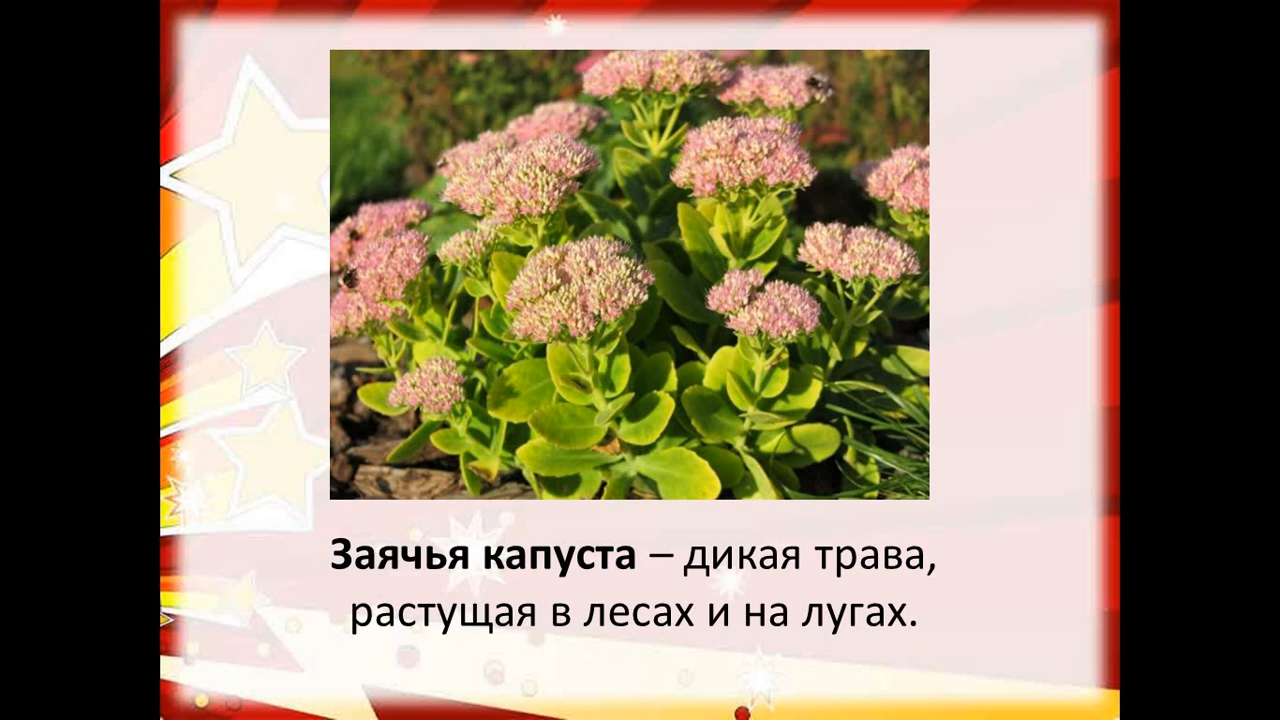 Заячья капуста – дикая трава,
растущая в лесах и на лугах.